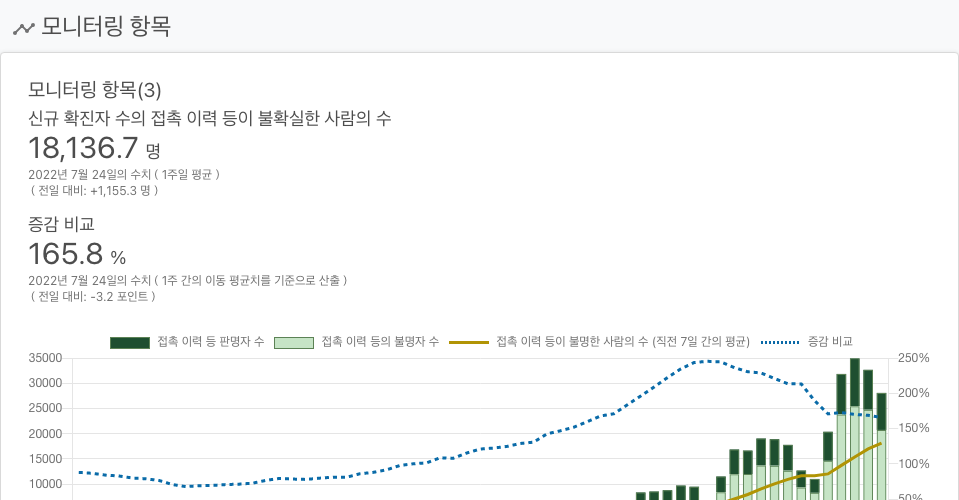 모니터링 항목
모니터링 항목(3)
신규 확진자 수의 접촉 이력 등이 불확실한 사람의 수
18,136.7 명
2022년 7월 24일의 수치 ( 1주일 평균 )
( 전일 대비: +1,155.3 명 )
증감 비교
165.8 %
2022년 7월 24일의 수치 ( 1주 간의 이동 평균치를 기준으로 산출 )
( 전일 대비: -3.2 포인트 )
접촉 이력 등 판명자 수 접촉 이력 등의 불명자 수 접촉 이력 등이 불명한 사람의 수 (직전 7일 간의 평균) 증감 비교
35000 250%
30000
200%
25000
20000 150%
15000
100%
10000
50%